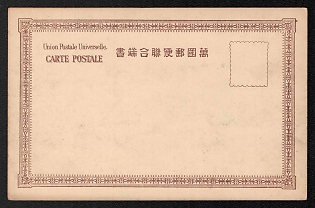 Union Postale Universelle.
CARTE POSTALE
書端合聯便郵國萬